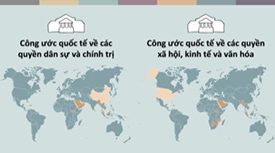 Công ước quốc tế về các
quyền dân sự và chính trị
Công ước quốc tế về các quyền
xã hội, kinh tế và văn hóa